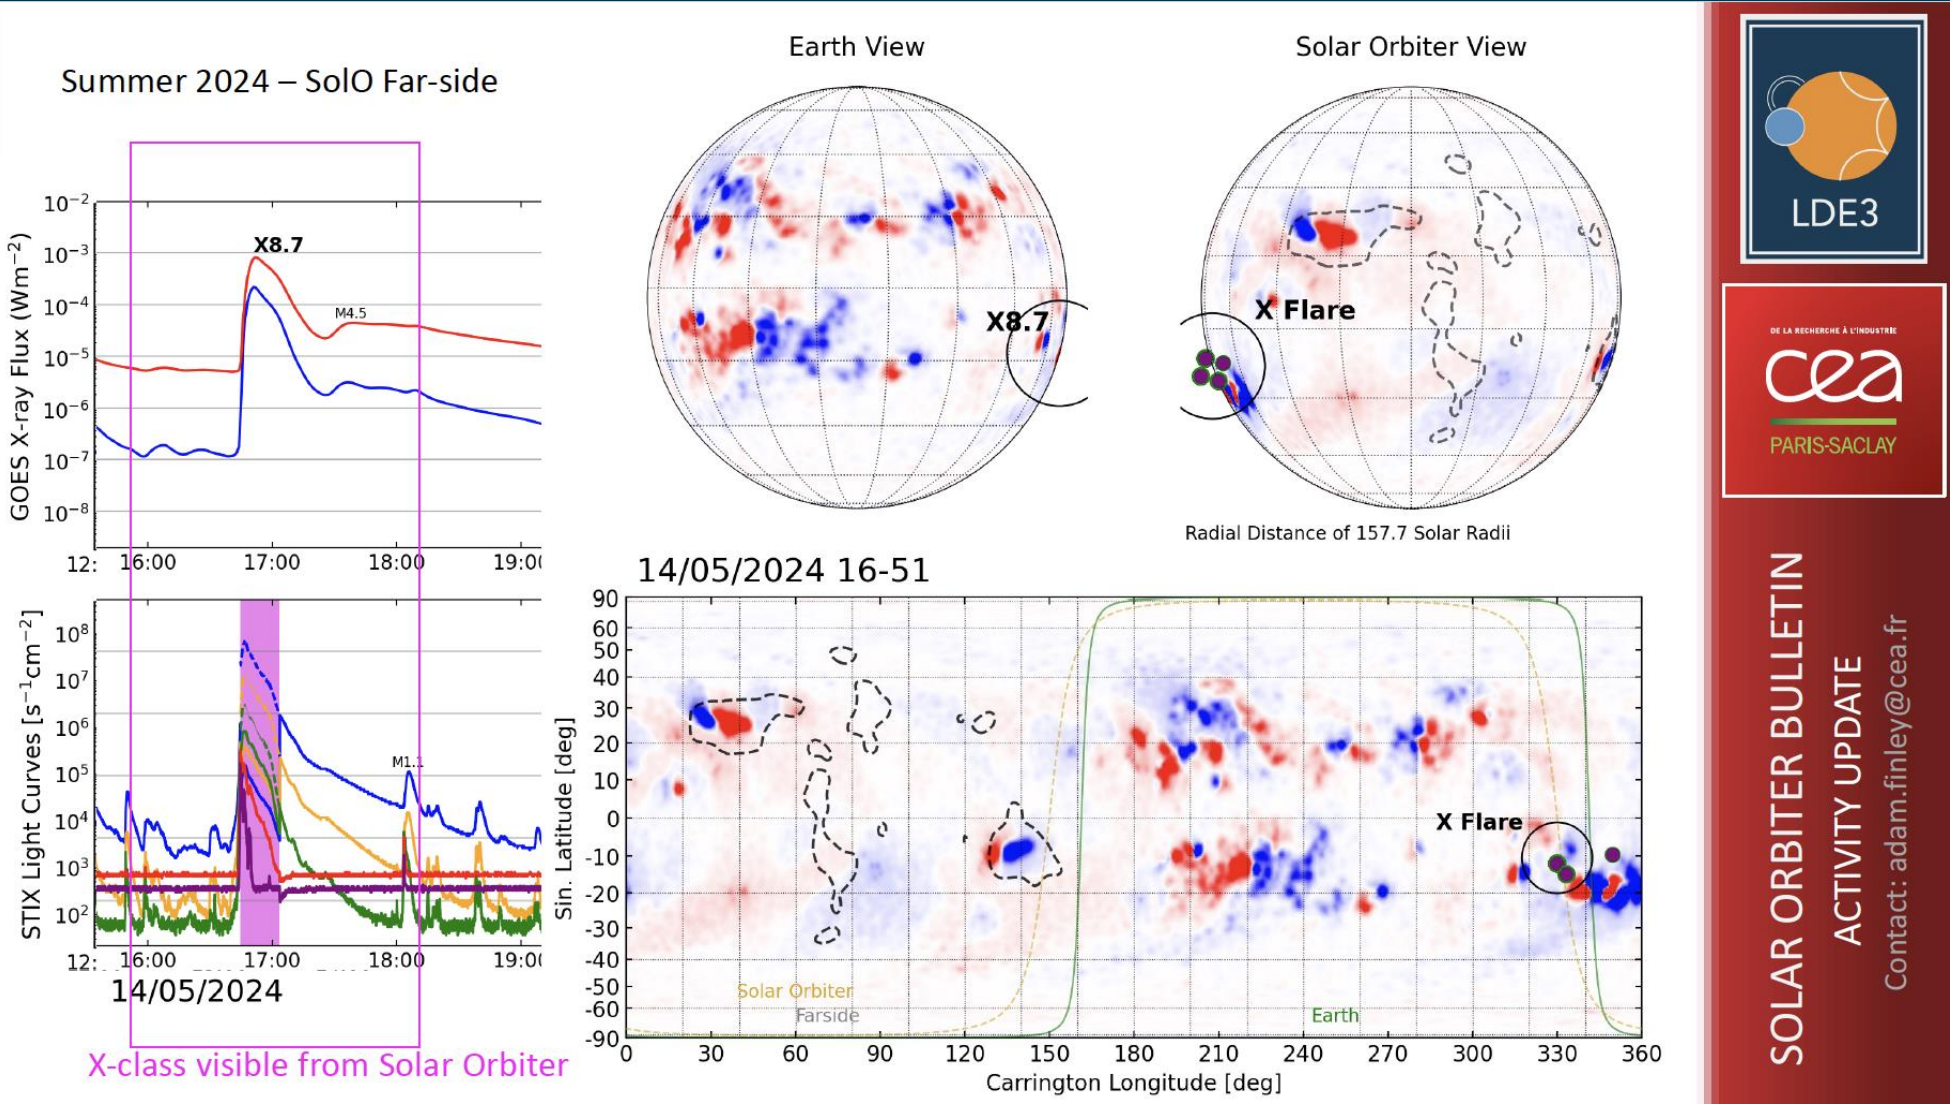 Summer 2024 – SolO Far-side
GOES X-ray Flux (Wm⁻²)
10⁻²
10⁻³
10⁻⁴
10⁻⁵
10⁻⁶
10⁻⁷
10⁻⁸
X8.7
M4.5
12:
16:00
17:00
18:00
19:00
STIX Light Curves [s⁻¹cm⁻²]
10⁸
10⁷
10⁶
10⁵
10⁴
10³
10²
M1.1
12:
16:00
17:00
18:00
19:00
14/05/2024
X-class visible from Solar Orbiter
Earth View
X8.7
Solar Orbiter View
X Flare
Radial Distance of 157.7 Solar Radii
14/05/2024 16-51
Sin. Latitude [deg]
90
60
50
40
30
20
10
0
-10
-20
-30
-40
-50
-60
-90
X Flare
Solar Orbiter
Farside
Earth
0 30 60 90 120 150 180 210 240 270 300 330 360
Carrington Longitude [deg]
LDE3
DE LA RECHERCHE À L'INDUSTRIE
cea
PARIS-SACLAY
SOLAR ORBITER BULLETIN
ACTIVITY UPDATE
Contact: adam.finley@cea.fr